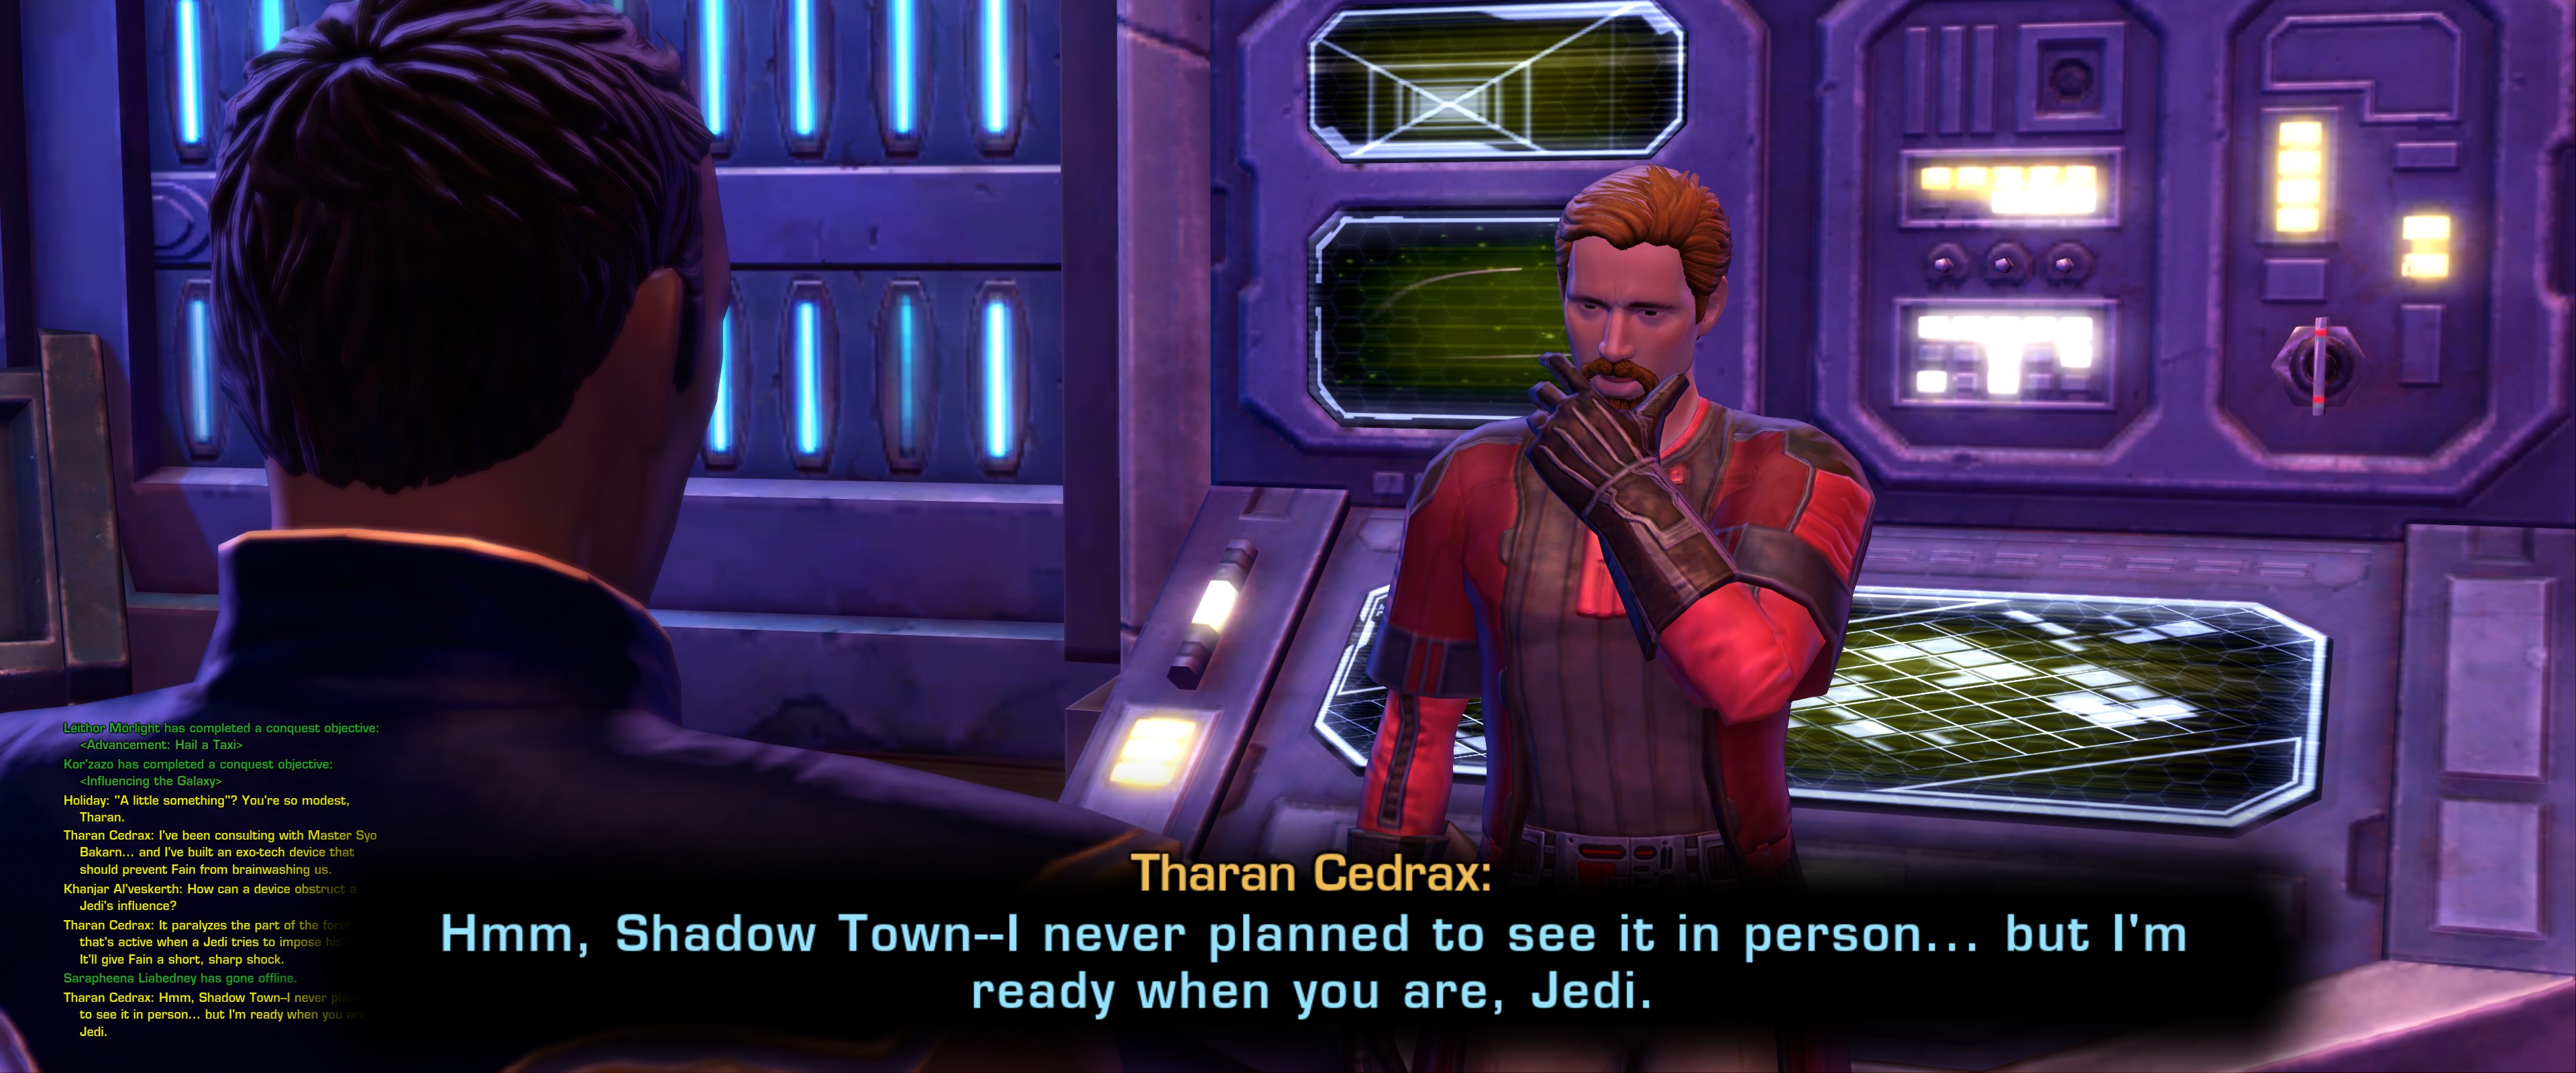 Léithor Mórlight has completed a conquest objective:
<Advancement: Hail a Taxi>
Kor'zazo has completed a conquest objective:
<Influencing the Galaxy>
Holiday: "A little something"? You're so modest,
Tharan.
Tharan Cedrax: I've been consulting with Master Syo
Bakarn... and I've built an exo-tech device that
should prevent Fain from brainwashing us.
Khanjar Al'veskerth: How can a device obstruct a
Jedi's influence?
Tharan Cedrax: It paralyzes the part of the
that's active when a Jedi tries to impose his
It'll give Fain a short, sharp shock.
Sarapheena Liabedney has gone offline.
Tharan Cedrax: Hmm, Shadow Town--I never
to see it in person... but I'm ready when you are,
Jedi.
Tharan Cedrax:
Hmm, Shadow Town--I never planned to see it in person... but I'm
ready when you are, Jedi.